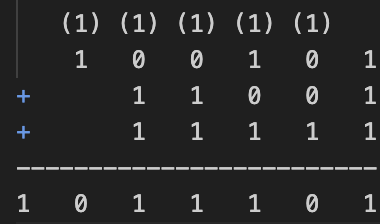 (1) (1) (1) (1) (1)
1 0 0 1 0 1
+ 1 1 0 0 1
+ 1 1 1 1 1
-------------------------
1 0 1 1 1 0 1